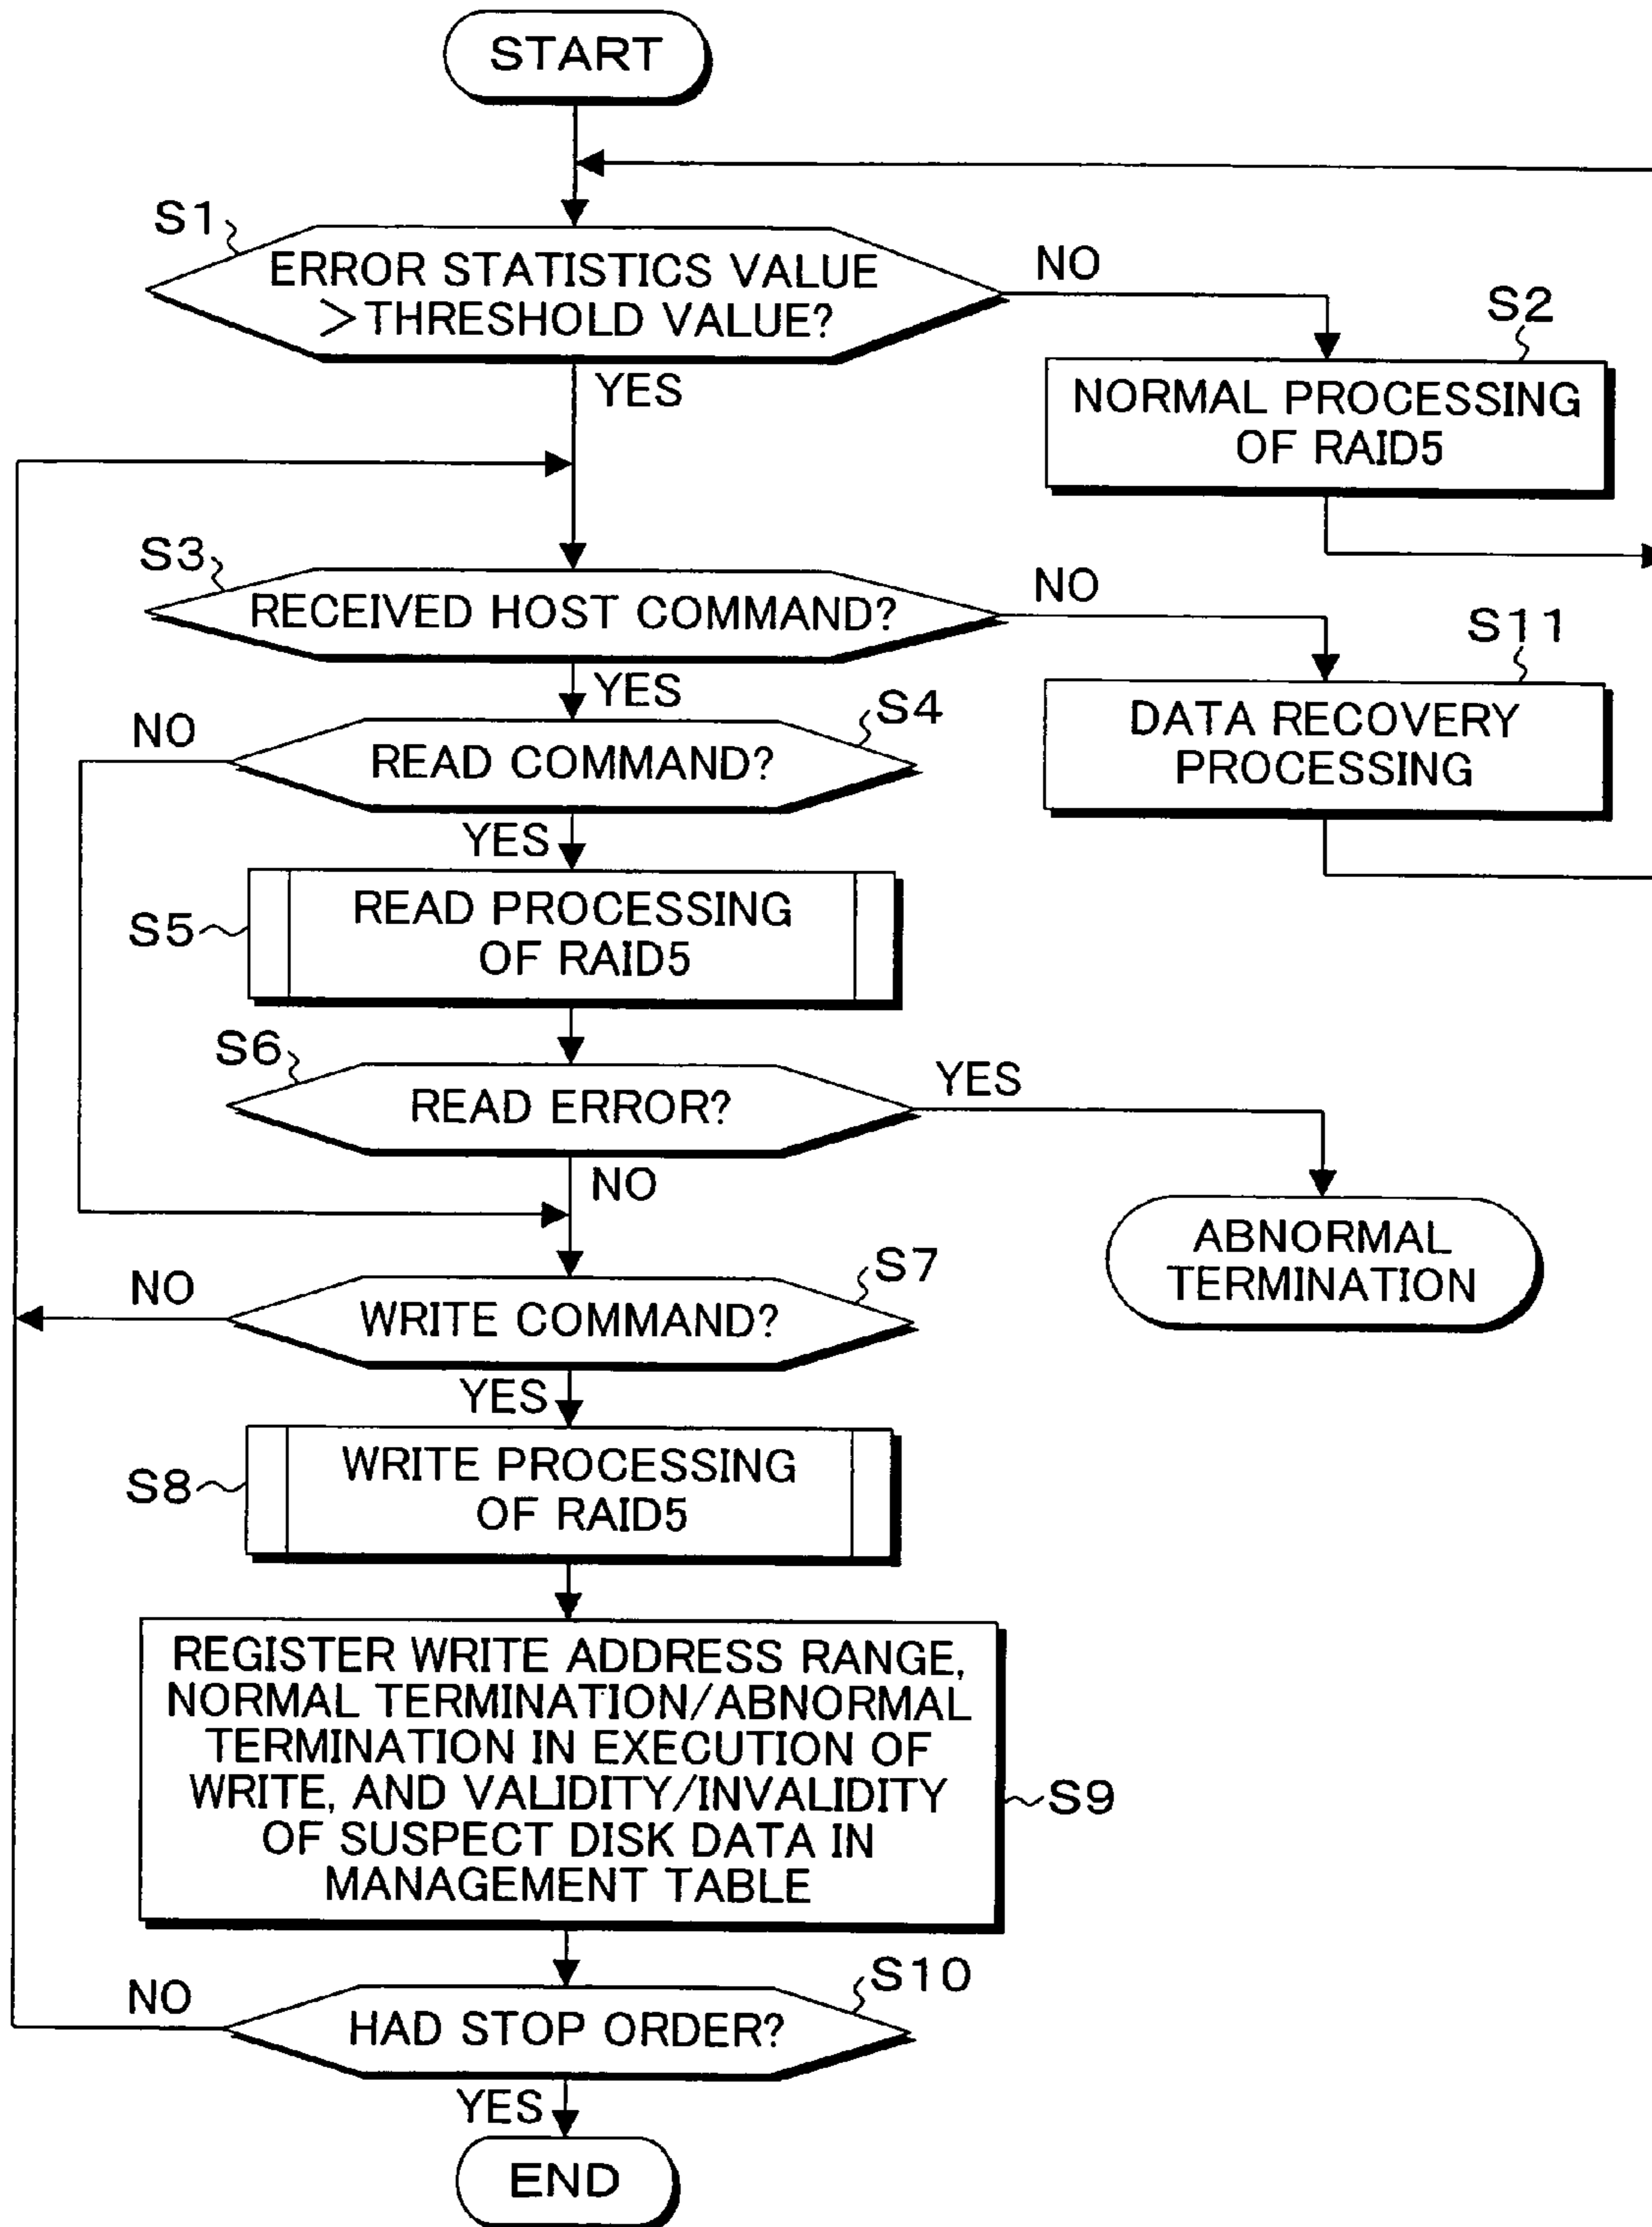 START
S1
ERROR STATISTICS VALUE
>THRESHOLD VALUE?
NO
S2
YES
NORMAL PROCESSING
OF RAID5
S3
RECEIVED HOST COMMAND?
NO
S11
YES
DATA RECOVERY
PROCESSING
NO
S4
READ COMMAND?
YES
S5
READ PROCESSING
OF RAID5
S6
READ ERROR?
YES
NO
ABNORMAL
TERMINATION
NO
S7
WRITE COMMAND?
YES
S8
WRITE PROCESSING
OF RAID5
REGISTER WRITE ADDRESS RANGE,
NORMAL TERMINATION/ABNORMAL
TERMINATION IN EXECUTION OF
WRITE, AND VALIDITY/INVALIDITY
OF SUSPECT DISK DATA IN
MANAGEMENT TABLE
S9
NO
S10
HAD STOP ORDER?
YES
END